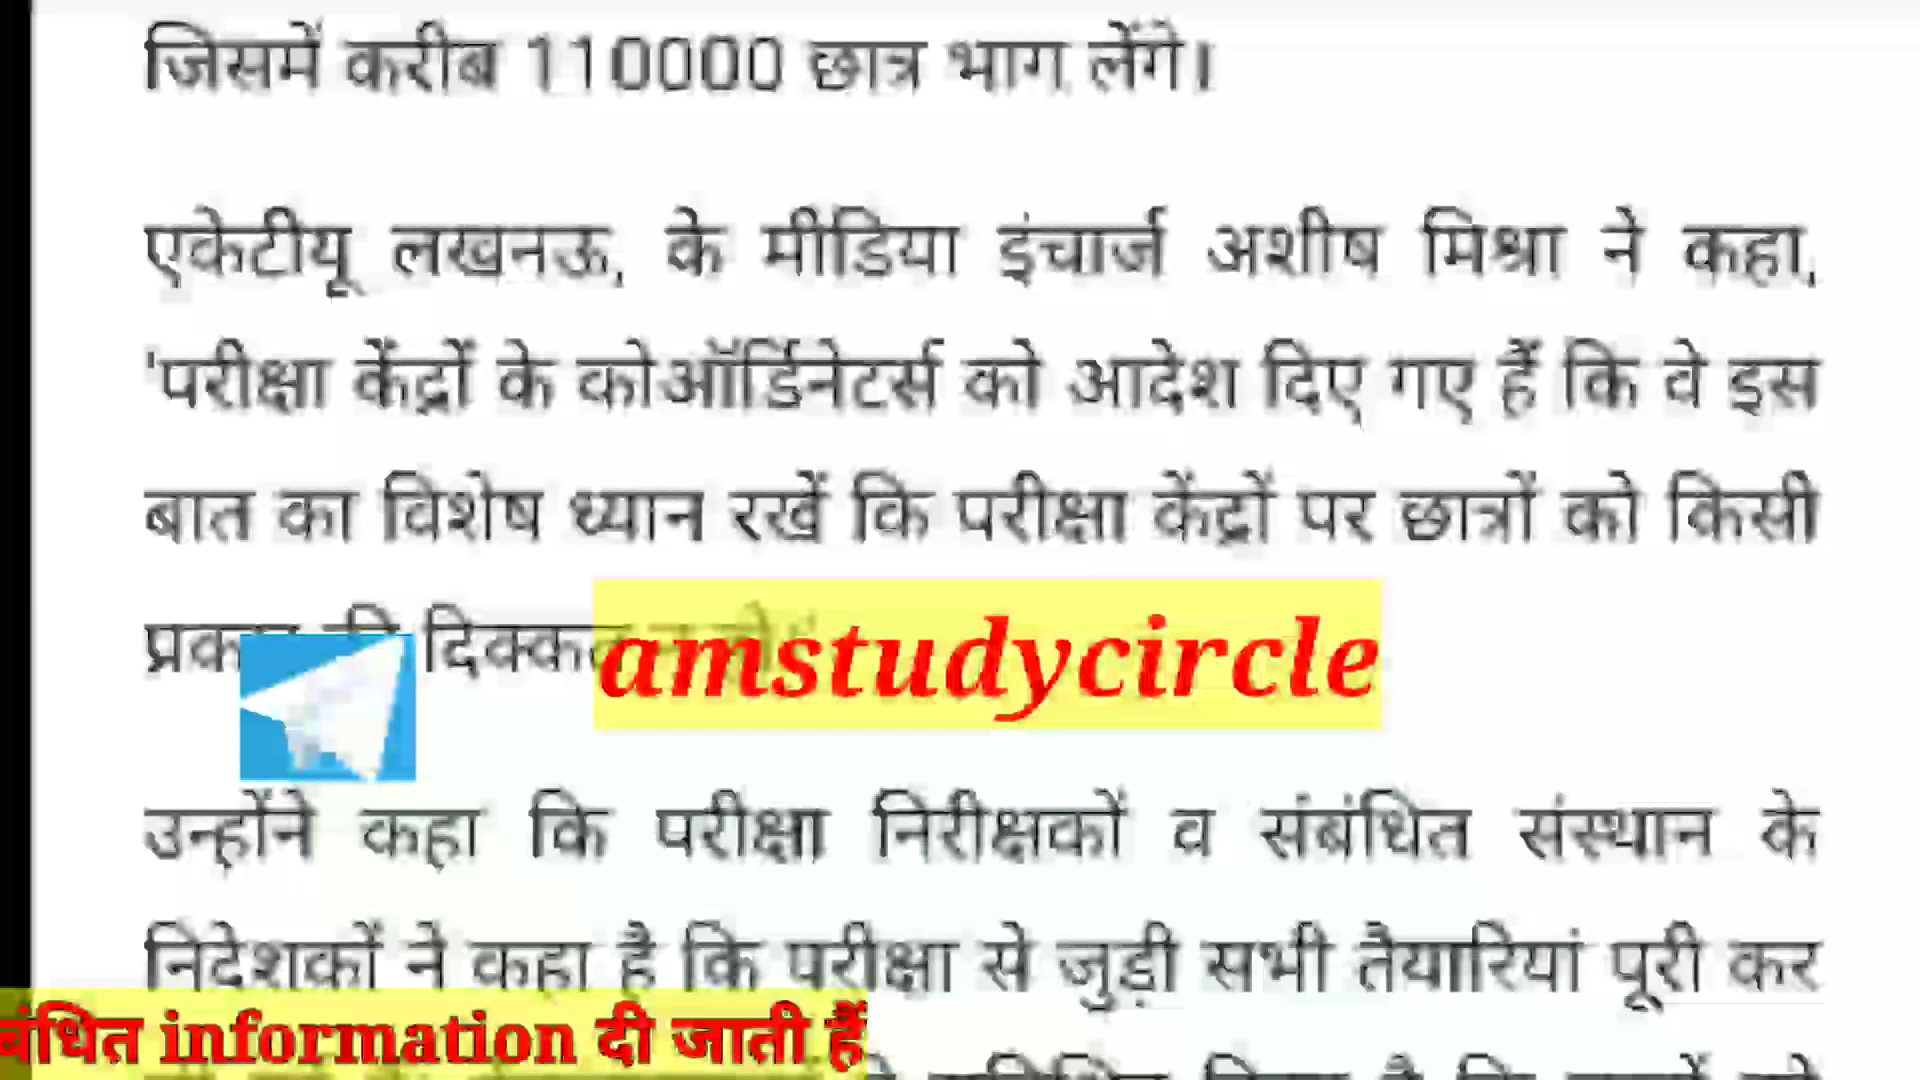 जिसमें करीब 110000 छात्र भाग लेंगे।
एकेटीयू लखनऊ, के मीडिया इंचार्ज अशीष मिश्रा ने कहा,
'परीक्षा केंद्रों के कोऑर्डिनेटर्स को आदेश दिए गए हैं कि वे इस
बात का विशेष ध्यान रखें कि परीक्षा केंद्रों पर छात्रों को किसी
दिक्कत
amstudycircle
उन्होंने कहा कि परीक्षा निरीक्षकों व संबंधित संस्थान के
निदेशकों ने कहा है कि परीक्षा से जुड़ी सभी तैयारियां पूरी कर
बंधित information दी जाती हैं